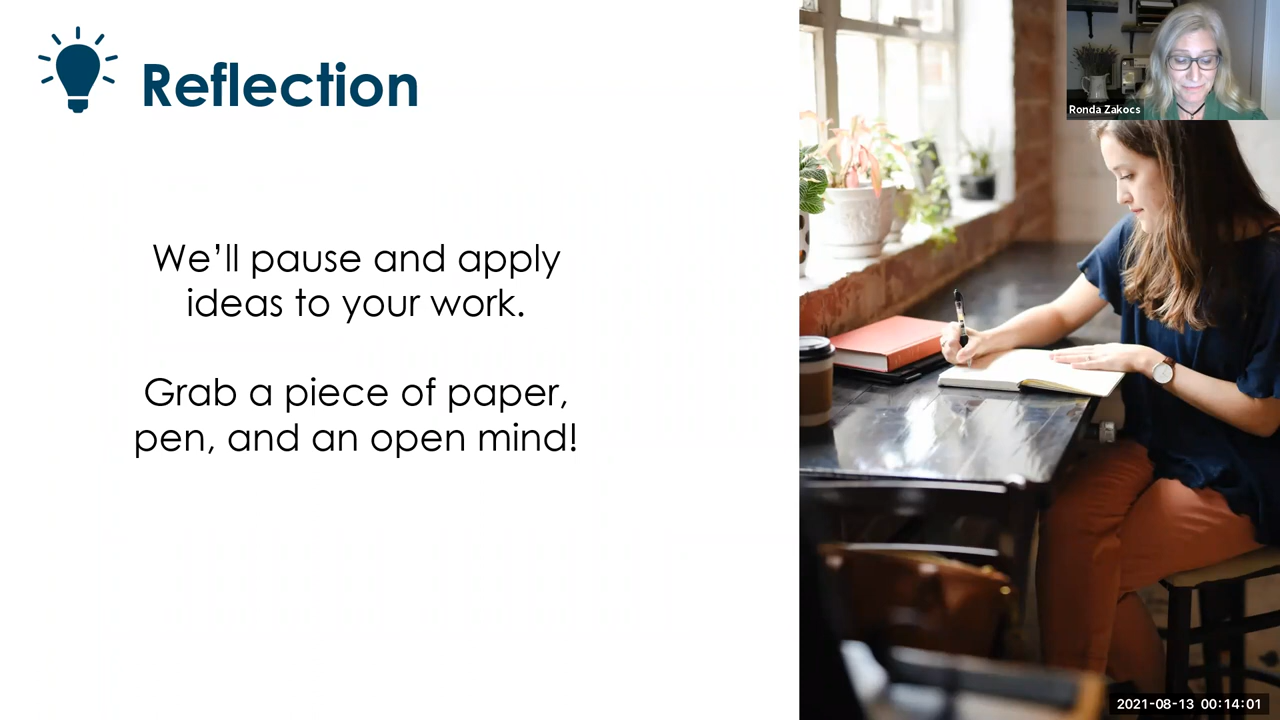 Reflection
We’ll pause and apply
ideas to your work.
Grab a piece of paper,
pen, and an open mind!
Ronda Zakocs
2021-08-13 00:14:01